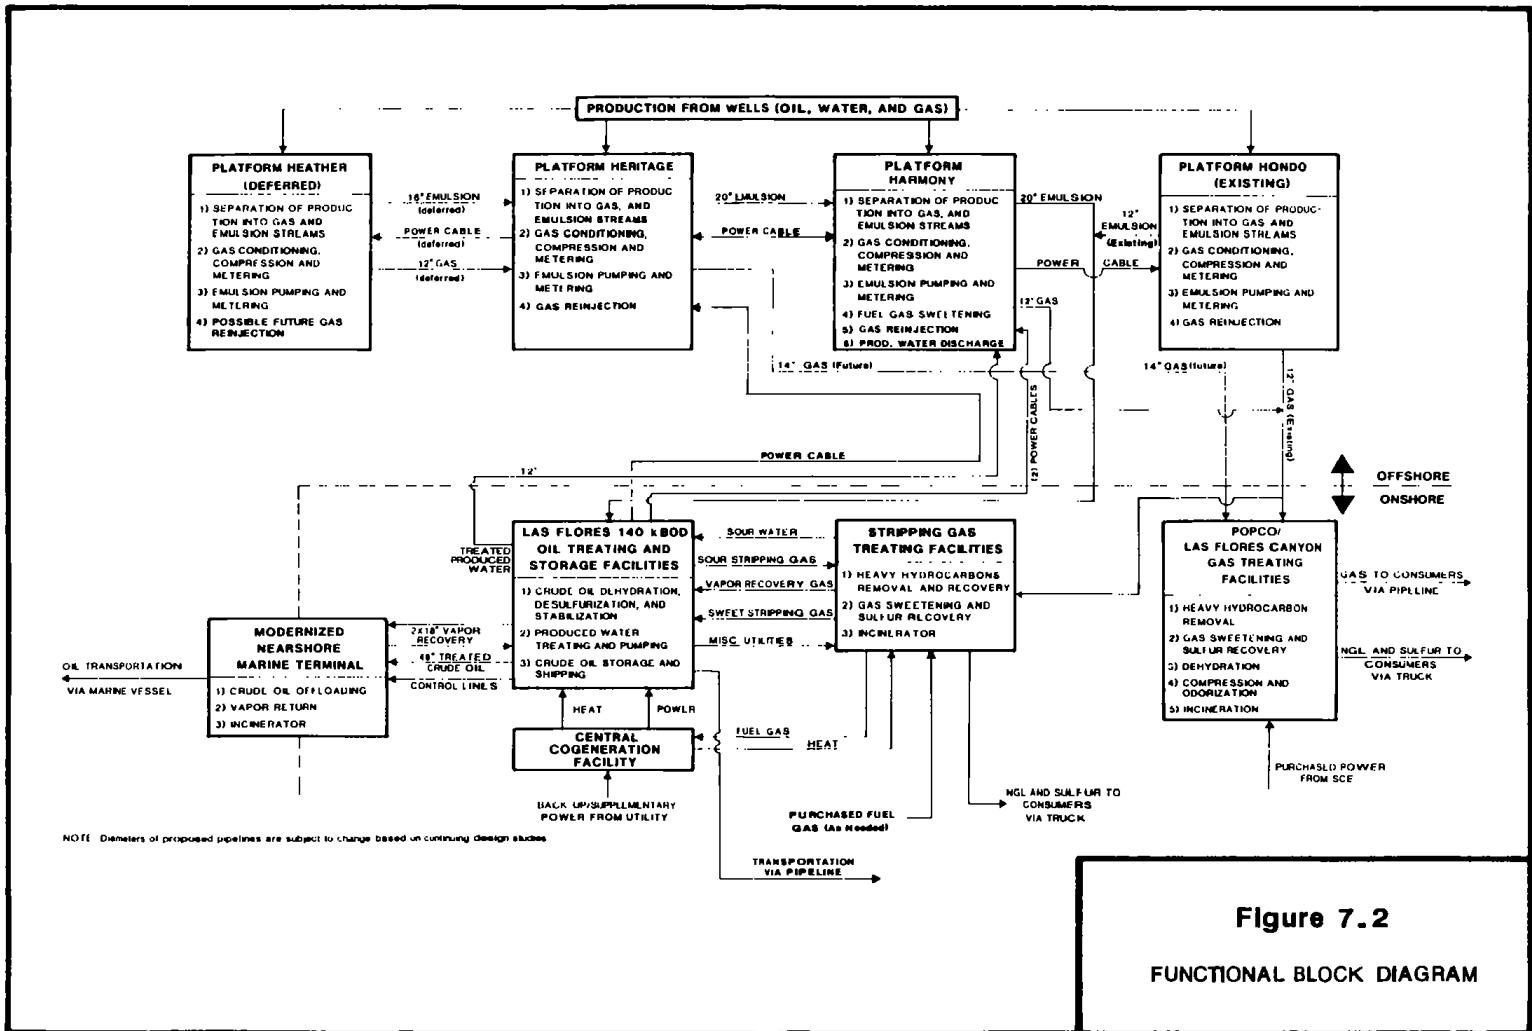 PRODUCTION FROM WELLS (OIL, WATER, AND GAS)
PLATFORM HEATHER
(DEFERRED)
1) SEPARATION OF PRODUC
TION INTO GAS AND
EMULSION STREAMS
2) GAS CONDITIONING,
COMPRESSION AND
METERING
3) EMULSION PUMPING AND
METERING
4) POSSIBLE FUTURE GAS
REINJECTION
16" EMULSION
(deferred)
POWER CABLE
(deferred)
12" GAS
(deferred)
PLATFORM HERITAGE
1) SEPARATION OF PRODUC
TION INTO GAS, AND
EMULSION STREAMS
2) GAS CONDITIONING,
COMPRESSION AND
METERING
3) EMULSION PUMPING AND
METERING
4) GAS REINJECTION
20" EMULSION
POWER CABLE
PLATFORM
HARMONY
1) SEPARATION OF PRODUC
TION INTO GAS, AND
EMULSION STREAMS
2) GAS CONDITIONING,
COMPRESSION AND
METERING
3) EMULSION PUMPING AND
METERING
4) FUEL GAS SWEETENING
5) GAS REINJECTION
6) PROD. WATER DISCHARGE
20" EMULSION
12"
EMULSION
(Existing)
POWER CABLE
12" GAS
PLATFORM HONDO
(EXISTING)
1) SEPARATION OF PRODUC-
TION INTO GAS, AND
EMULSION STREAMS
2) GAS CONDITIONING,
COMPRESSION AND
METERING
3) EMULSION PUMPING AND
METERING
4) GAS REINJECTION
14" GAS (Future)
14" GAS (future)
12" GAS (Existing)
(2) POWER CABLES
POWER CABLE
12"
OFFSHORE
ONSHORE
TREATED
PRODUCED
WATER
LAS FLORES 140 kBOD
OIL TREATING AND
STORAGE FACILITIES
1) CRUDE OIL DEHYDRATION,
DESULFURIZATION, AND
STABILIZATION
2) PRODUCED WATER
TREATING AND PUMPING
3) CRUDE OIL STORAGE AND
SHIPPING
SOUR WATER
SOUR STRIPPING GAS
VAPOR RECOVERY GAS
SWEET STRIPPING GAS
MISC. UTILITIES
STRIPPING GAS
TREATING FACILITIES
1) HEAVY HYDROCARBONS
REMOVAL AND RECOVERY
2) GAS SWEETENING AND
SULFUR RECOVERY
3) INCINERATOR
POPCO/
LAS FLORES CANYON
GAS TREATING
FACILITIES
1) HEAVY HYDROCARBON
REMOVAL
2) GAS SWEETENING AND
SULFUR RECOVERY
3) DEHYDRATION
4) COMPRESSION AND
ODORIZATION
5) INCINERATION
GAS TO CONSUMERS
VIA PIPELINE
NGL AND SULFUR TO
CONSUMERS
VIA TRUCK
PURCHASED POWER
FROM SCE
MODERNIZED
NEARSHORE
MARINE TERMINAL
1) CRUDE OIL OFFLOADING
2) VAPOR RETURN
3) INCINERATOR
OIL TRANSPORTATION
VIA MARINE VESSEL
2X18" VAPOR
RECOVERY
48" TREATED
CRUDE OIL
CONTROL LINES
HEAT
POWER
CENTRAL
COGENERATION
FACILITY
FUEL GAS
HEAT
BACK UP/SUPPLEMENTARY
POWER FROM UTILITY
PURCHASED FUEL
GAS (As Needed)
NGL AND SULFUR TO
CONSUMERS
VIA TRUCK
NOTE Diameters of proposed pipelines are subject to change based on continuing design studies
TRANSPORTATION
VIA PIPELINE
Figure 7.2
FUNCTIONAL BLOCK DIAGRAM